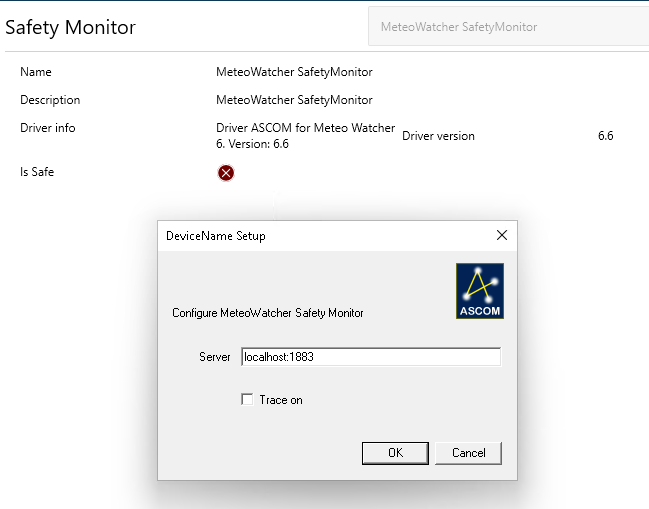 Safety Monitor
MeteoWatcher SafetyMonitor
Name
MeteoWatcher SafetyMonitor
Description
MeteoWatcher SafetyMonitor
Driver info
Driver ASCOM for Meteo Watcher
6. Version: 6.6
Driver version
6.6
Is Safe
DeviceName Setup
ASCOM
Configure MeteoWatcher Safety Monitor
Server
localhost:1883
Trace on
OK
Cancel